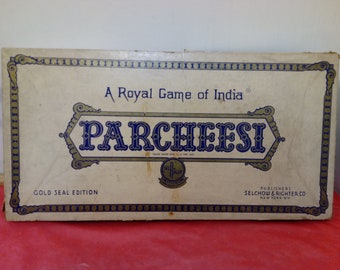 A Royal Game of India
PARCHEESI
GOLD SEAL EDITION
PUBLISHERS
SELCHOW & RIGHTER CO
NEW YORK N.Y.